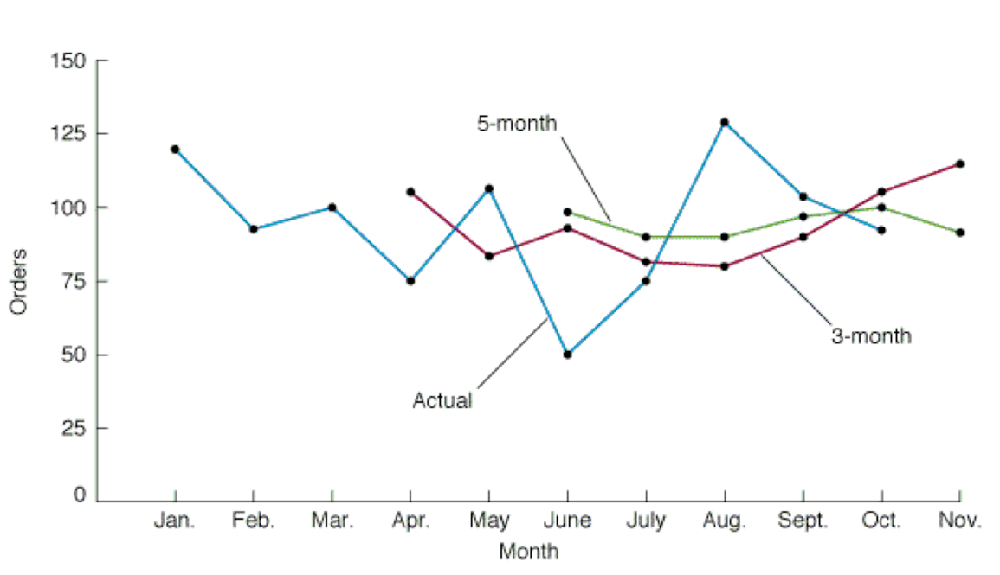 150
125
5-month
100
75
Orders
3-month
50
Actual
25
0
Jan. Feb. Mar. Apr. May June July Aug. Sept. Oct. Nov.
Month